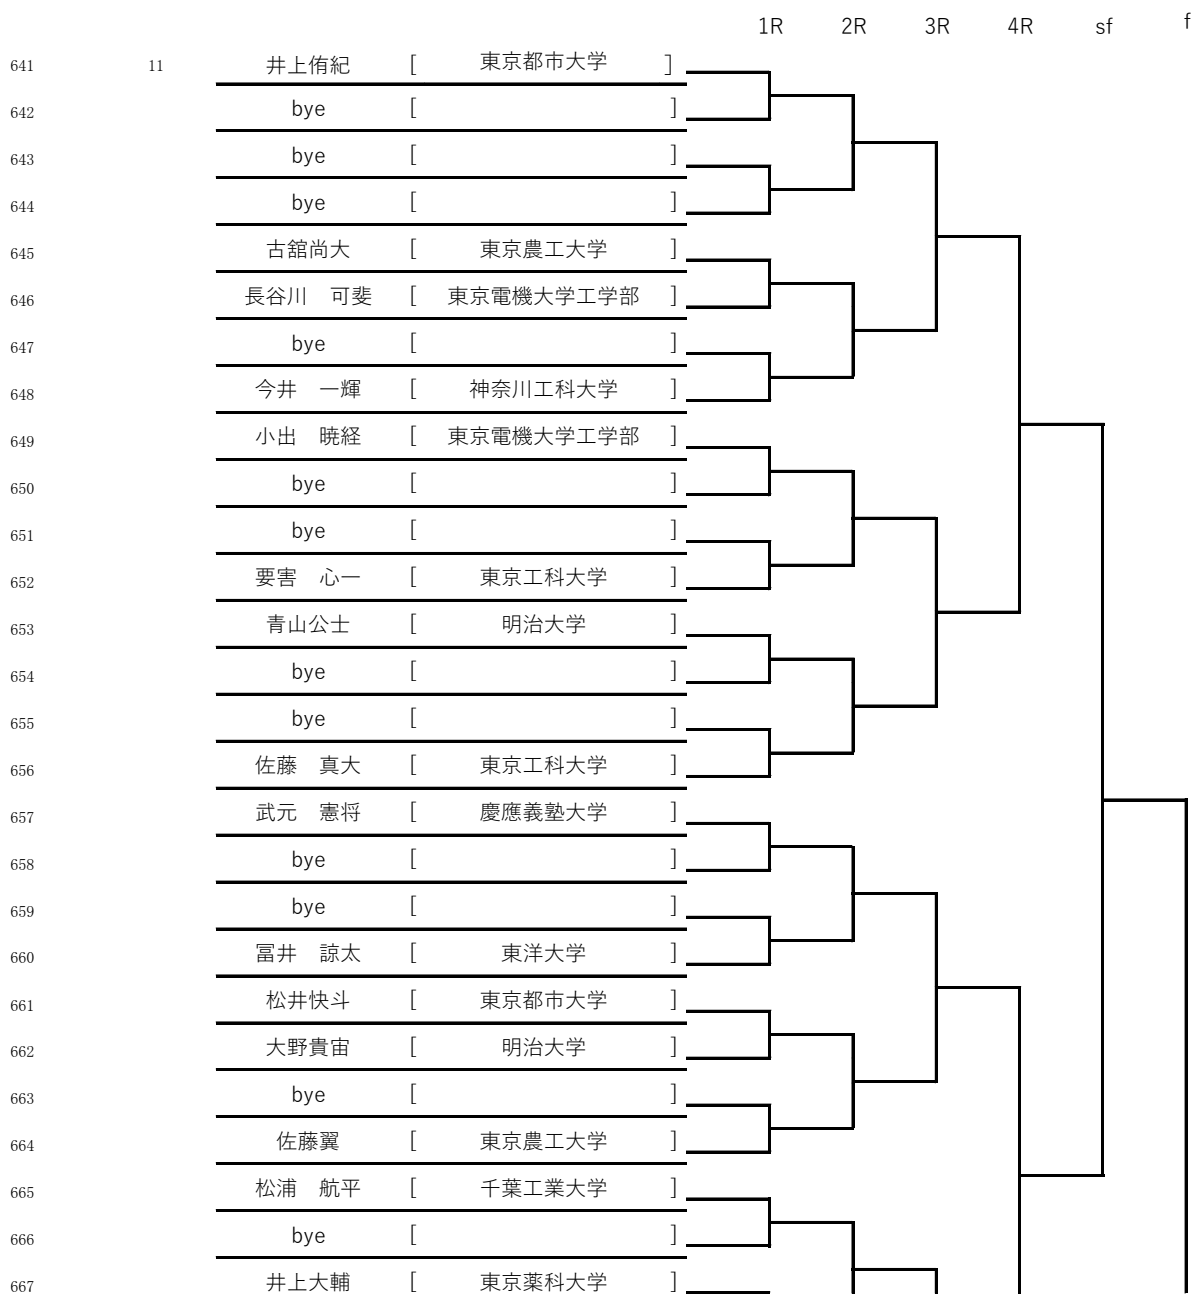 1R 2R 3R 4R sf f
641 11 井上侑紀 [ 東京都市大学 ]
642 bye [ ]
643 bye [ ]
644 bye [ ]
645 古舘尚大 [ 東京農工大学 ]
646 長谷川　可斐 [ 東京電機大学工学部 ]
647 bye [ ]
648 今井　一輝 [ 神奈川工科大学 ]
649 小出　暁経 [ 東京電機大学工学部 ]
650 bye [ ]
651 bye [ ]
652 要害　心一 [ 東京工科大学 ]
653 青山公士 [ 明治大学 ]
654 bye [ ]
655 bye [ ]
656 佐藤　真大 [ 東京工科大学 ]
657 武元　憲将 [ 慶應義塾大学 ]
658 bye [ ]
659 bye [ ]
660 冨井　諒太 [ 東洋大学 ]
661 松井快斗 [ 東京都市大学 ]
662 大野貴宙 [ 明治大学 ]
663 bye [ ]
664 佐藤翼 [ 東京農工大学 ]
665 松浦　航平 [ 千葉工業大学 ]
666 bye [ ]
667 井上大輔 [ 東京薬科大学 ]